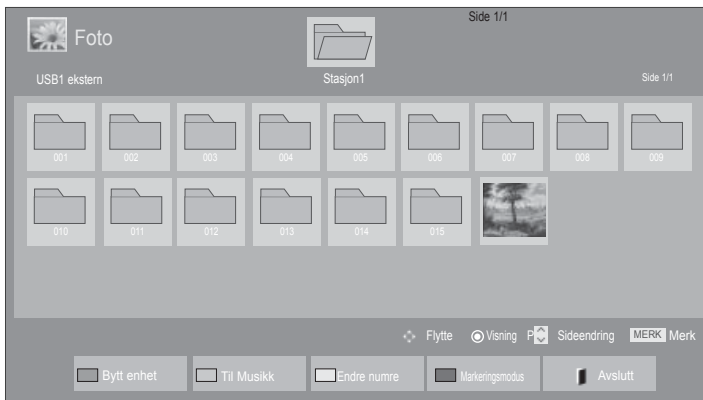 Side 1/1
Foto
USB1 ekstern
Stasjon1
Side 1/1
001 002 003 004 005 006 007 008 009
010 011 012 013 014 015
Flytte Visning P Sideendring MERK Merk
Bytt enhet Til Musikk Endre numre Markeringsmodus Avslutt